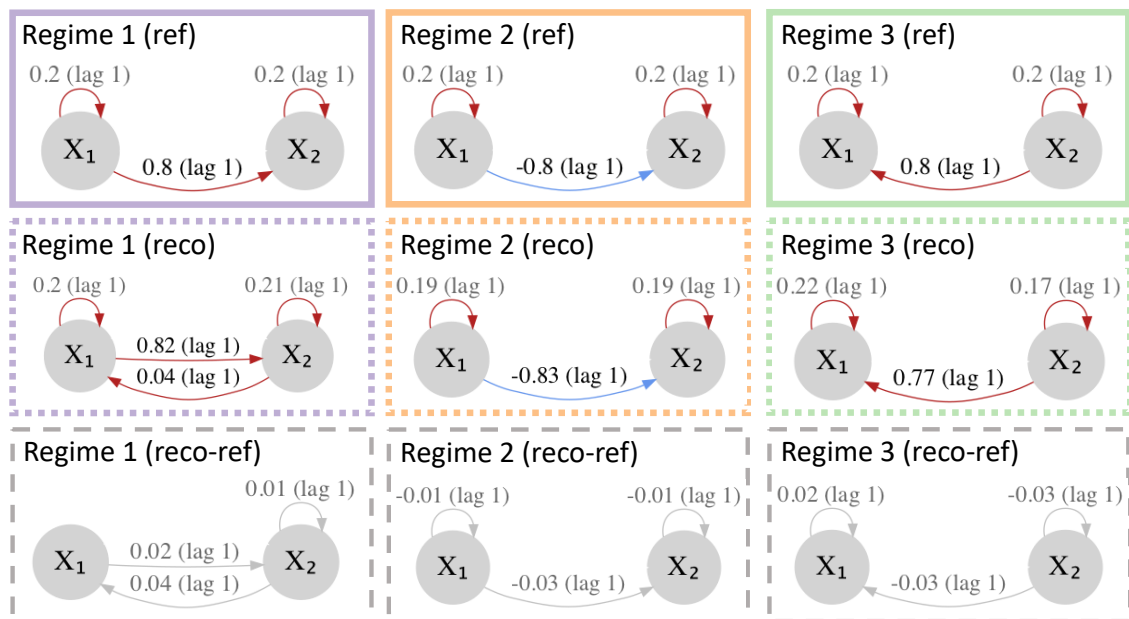 Regime 1 (ref)
0.2 (lag 1)
0.2 (lag 1)
X₁
X₂
0.8 (lag 1)
Regime 2 (ref)
0.2 (lag 1)
0.2 (lag 1)
X₁
X₂
-0.8 (lag 1)
Regime 3 (ref)
0.2 (lag 1)
0.2 (lag 1)
X₁
X₂
0.8 (lag 1)
Regime 1 (reco)
0.2 (lag 1)
0.21 (lag 1)
X₁
X₂
0.82 (lag 1)
0.04 (lag 1)
Regime 2 (reco)
0.19 (lag 1)
0.19 (lag 1)
X₁
X₂
-0.83 (lag 1)
Regime 3 (reco)
0.22 (lag 1)
0.17 (lag 1)
X₁
X₂
0.77 (lag 1)
Regime 1 (reco-ref)
0.01 (lag 1)
X₁
X₂
0.02 (lag 1)
0.04 (lag 1)
Regime 2 (reco-ref)
-0.01 (lag 1)
-0.01 (lag 1)
X₁
X₂
-0.03 (lag 1)
Regime 3 (reco-ref)
0.02 (lag 1)
-0.03 (lag 1)
X₁
X₂
-0.03 (lag 1)